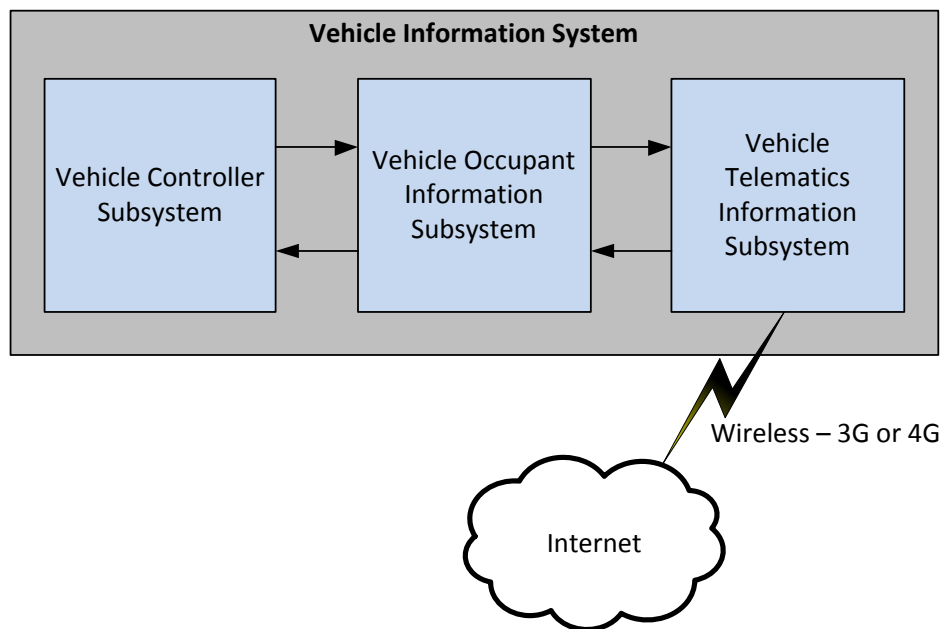 Vehicle Information System
Vehicle Controller
Subsystem
Vehicle Occupant
Information
Subsystem
Vehicle
Telematics
Information
Subsystem
Wireless – 3G or 4G
Internet